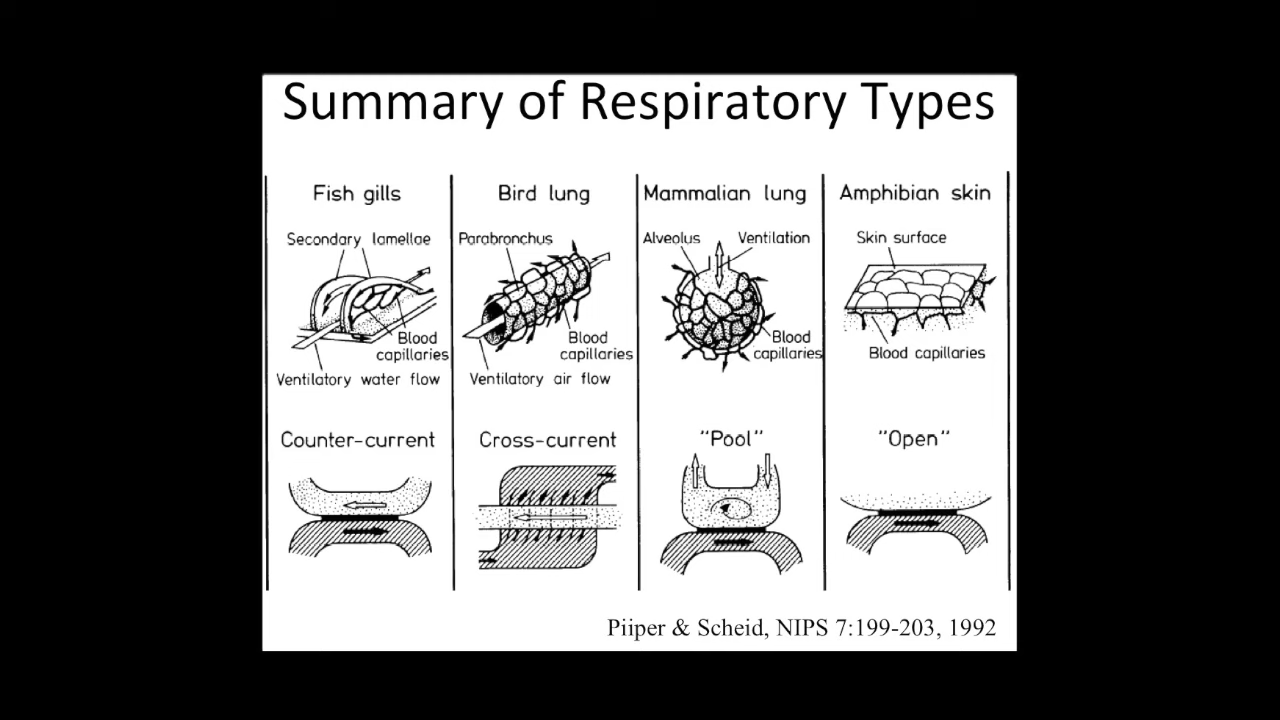 Summary of Respiratory Types
Fish gills
Secondary lamellae
Blood
capillaries
Ventilatory water flow
Counter-current
Bird lung
Parabronchus
Blood
capillaries
Ventilatory air flow
Cross-current
Mammalian lung
Alveolus
Ventilation
Blood
capillaries
"Pool"
Amphibian skin
Skin surface
Blood capillaries
"Open"
Piiper & Scheid, NIPS 7:199-203, 1992